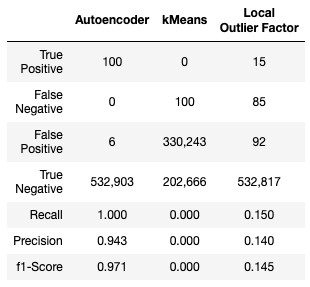 Autoencoder kMeans Local Outlier Factor
True Positive 100 0 15
False Negative 0 100 85
False Positive 6 330,243 92
True Negative 532,903 202,666 532,817
Recall 1.000 0.000 0.150
Precision 0.943 0.000 0.140
f1-Score 0.971 0.000 0.145